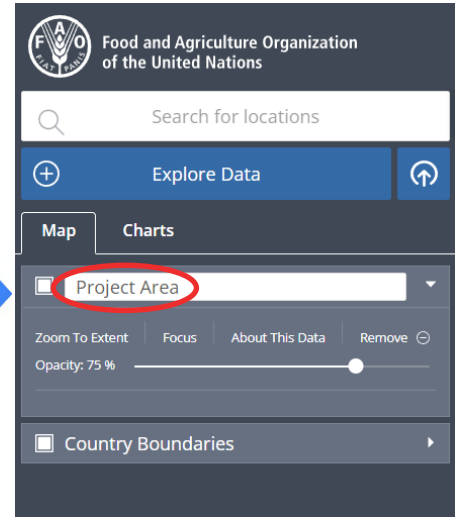 F A O
FIAT PANIS
Food and Agriculture Organization
of the United Nations
Search for locations
Explore Data
Map Charts
Project Area
Zoom To Extent Focus About This Data Remove
Opacity: 75 %
Country Boundaries